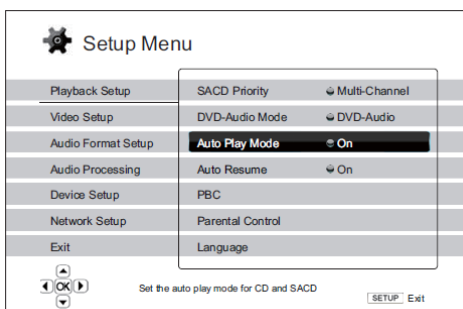 Setup Menu
Playback Setup SACD Priority Multi-Channel
Video Setup DVD-Audio Mode DVD-Audio
Audio Format Setup Auto Play Mode On
Audio Processing Auto Resume On
Device Setup PBC
Network Setup Parental Control
Exit Language
OK Set the auto play mode for CD and SACD
SETUP Exit